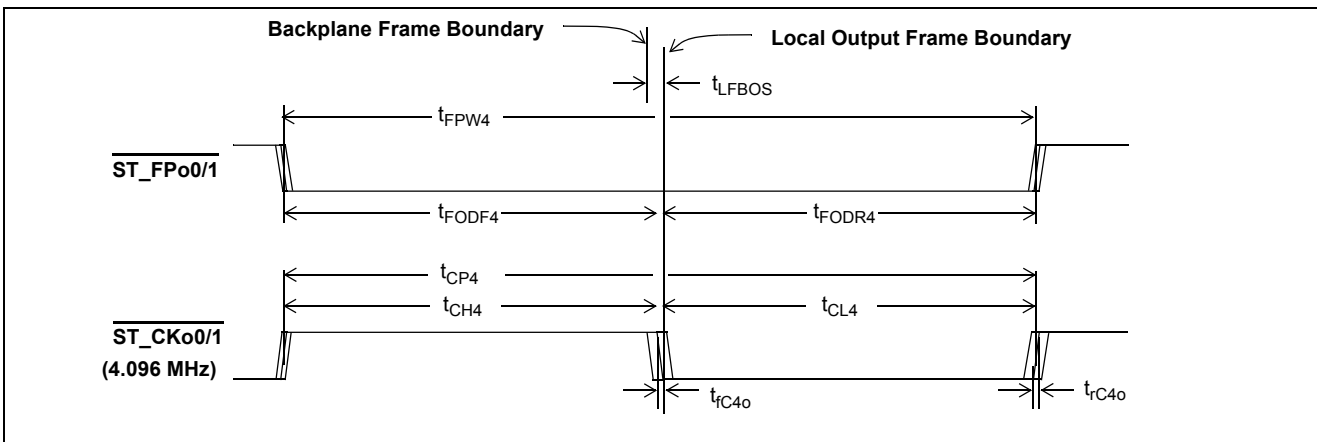 Backplane Frame Boundary
Local Output Frame Boundary
tLFBOS
tFPW4
ST_FPo0/1
tFODF4
tFODR4
tCP4
tCH4
tCL4
ST_CKo0/1
(4.096 MHz)
tfC4o
trC4o